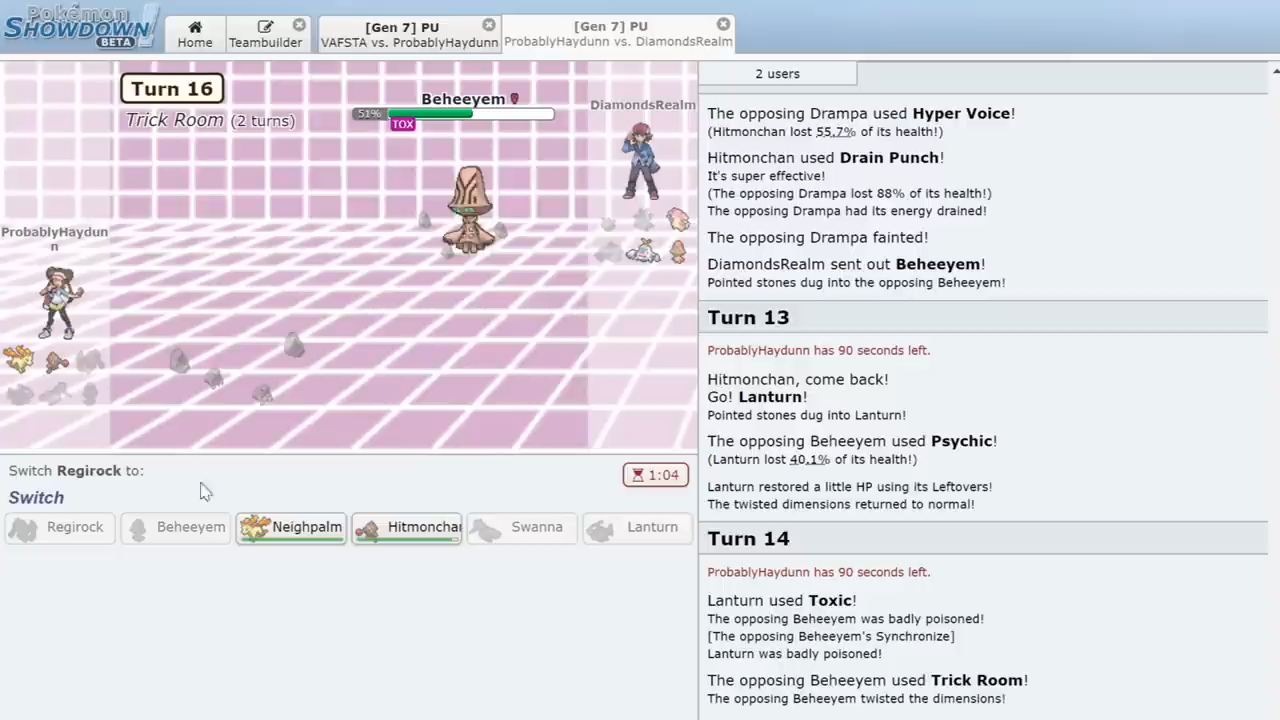 Pokémon
SHOWDOWN!
BETA
Home
Teambuilder
[Gen 7] PU
VAFSTA vs. ProbablyHaydunn
[Gen 7] PU
ProbablyHaydunn vs. DiamondsRealm
Turn 16
Trick Room (2 turns)
Beheeyem
51%
TOX
DiamondsRealm
ProbablyHaydun
n
Switch Regirock to:
1:04
Switch
Regirock
Beheeyem
Neighpalm
Hitmonchar
Swanna
Lanturn
2 users
The opposing Drampa used Hyper Voice!
(Hitmonchan lost 55.7% of its health!)
Hitmonchan used Drain Punch!
It's super effective!
(The opposing Drampa lost 88% of its health!)
The opposing Drampa had its energy drained!
The opposing Drampa fainted!
DiamondsRealm sent out Beheeyem!
Pointed stones dug into the opposing Beheeyem!
Turn 13
ProbablyHaydunn has 90 seconds left.
Hitmonchan, come back!
Go! Lanturn!
Pointed stones dug into Lanturn!
The opposing Beheeyem used Psychic!
(Lanturn lost 40.1% of its health!)
Lanturn restored a little HP using its Leftovers!
The twisted dimensions returned to normal!
Turn 14
ProbablyHaydunn has 90 seconds left.
Lanturn used Toxic!
The opposing Beheeyem was badly poisoned!
[The opposing Beheeyem's Synchronize]
Lanturn was badly poisoned!
The opposing Beheeyem used Trick Room!
The opposing Beheeyem twisted the dimensions!